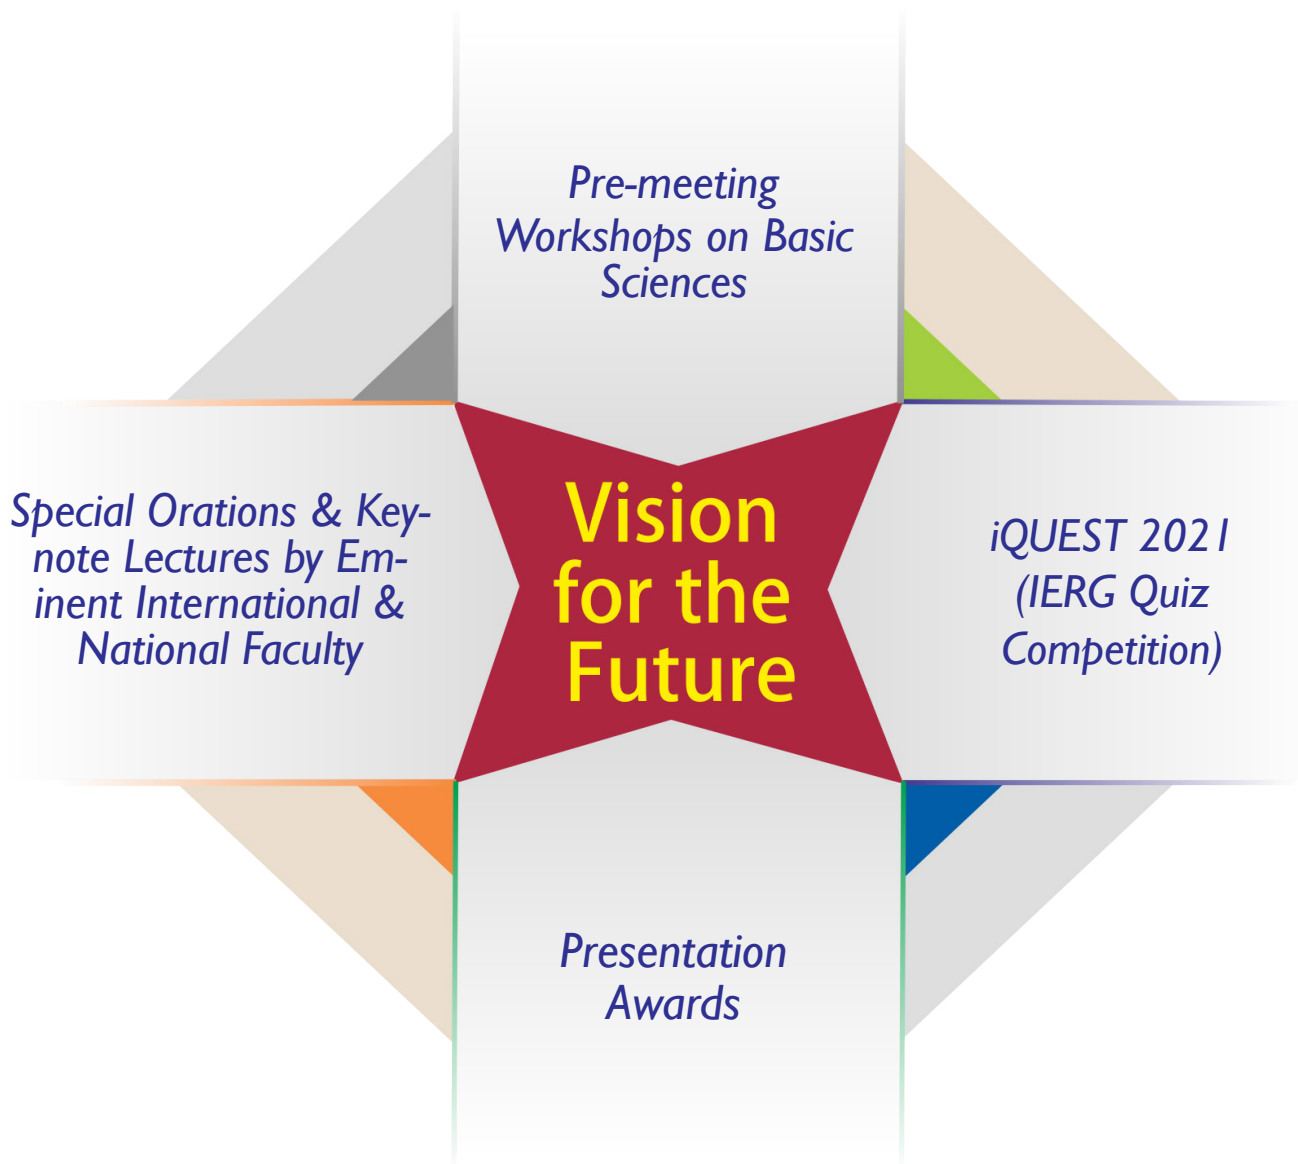 Pre-meeting
Workshops on Basic
Sciences
Special Orations & Key-
note Lectures by Em-
inent International &
National Faculty
Vision
for the
Future
iQUEST 2021
(IERG Quiz
Competition)
Presentation
Awards